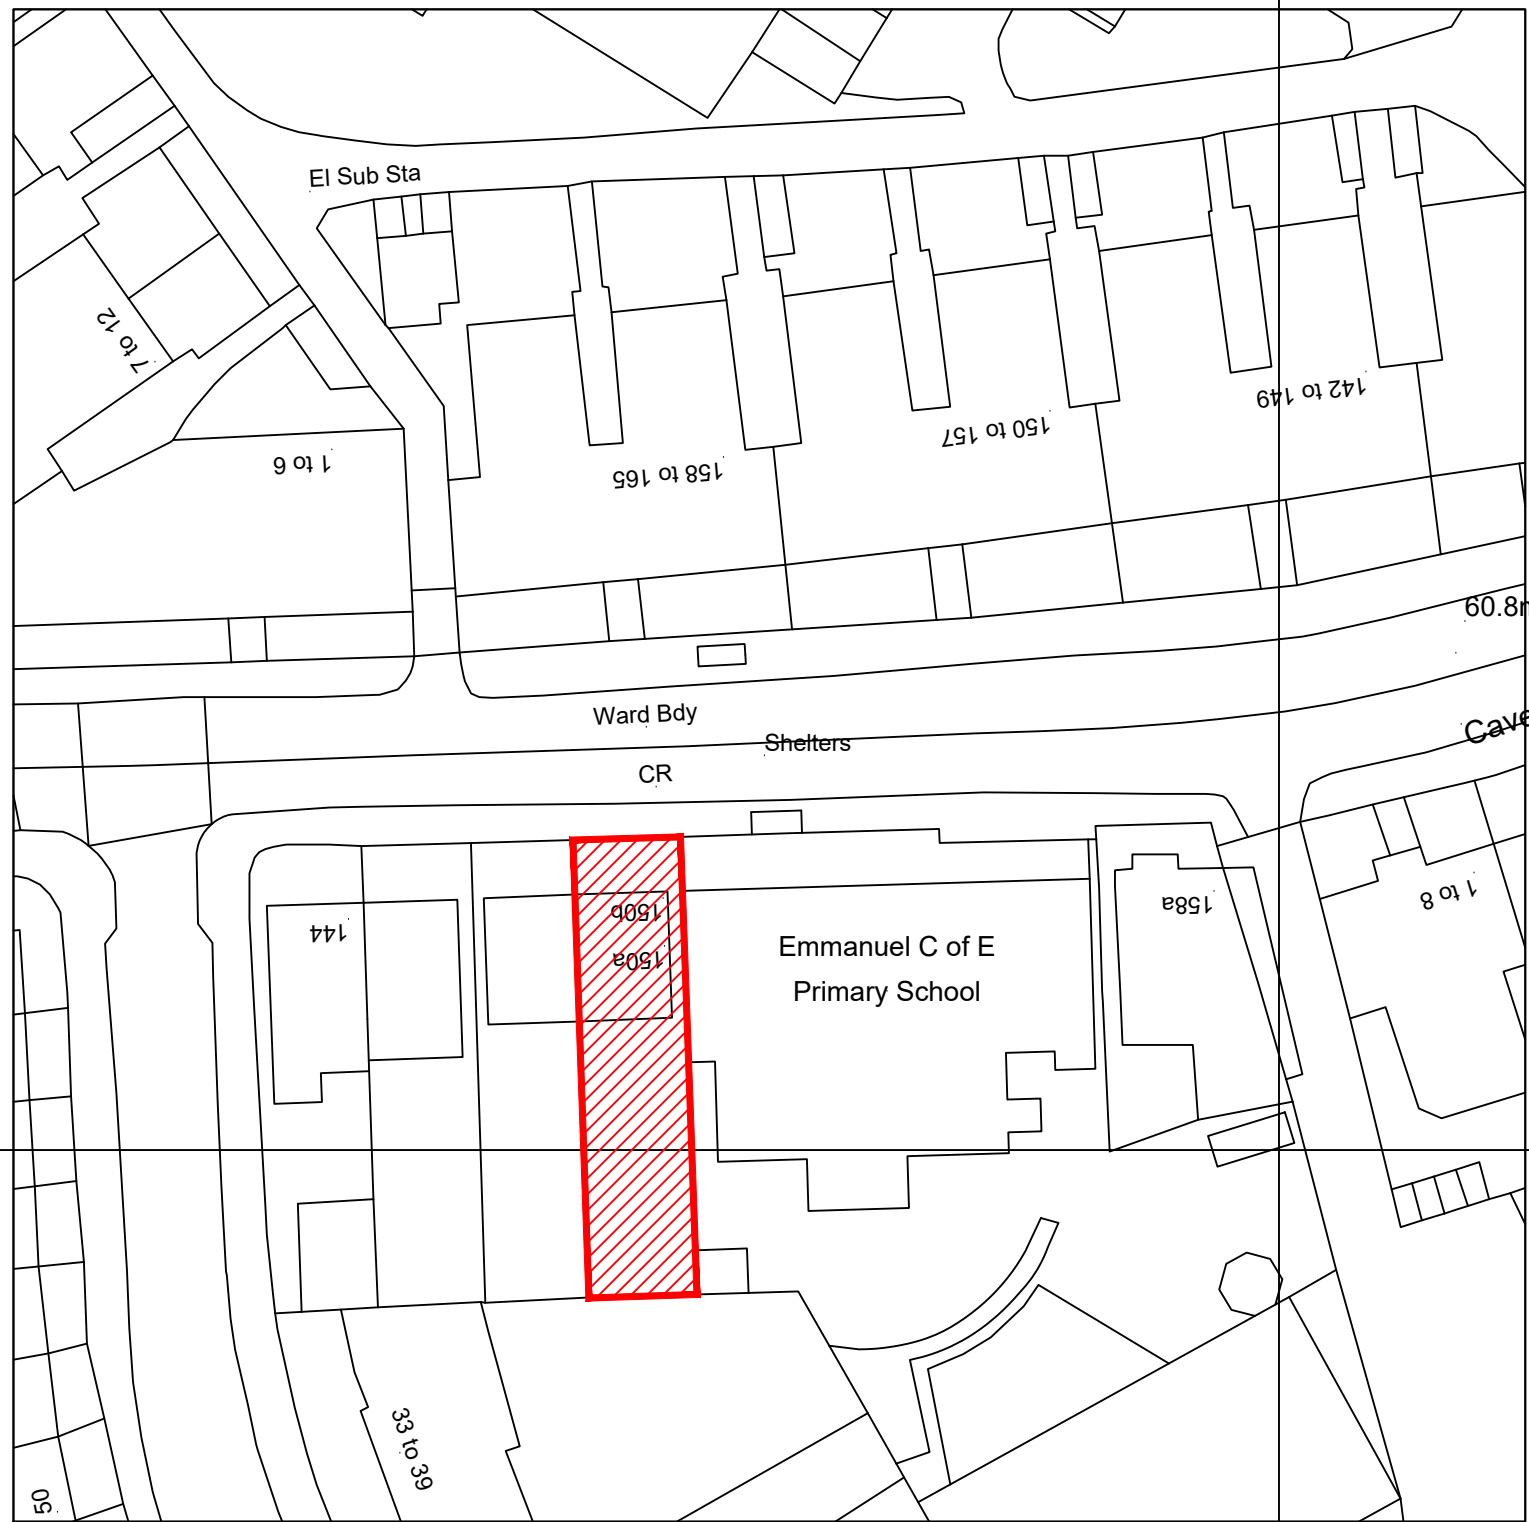 El Sub Sta
7 to 12
1 to 6
158 to 165
150 to 157
142 to 149
60.8m
Ward Bdy
Shelters
CR
Cave
144
150b
150a
Emmanuel C of E
Primary School
158a
1 to 8
33 to 39
50